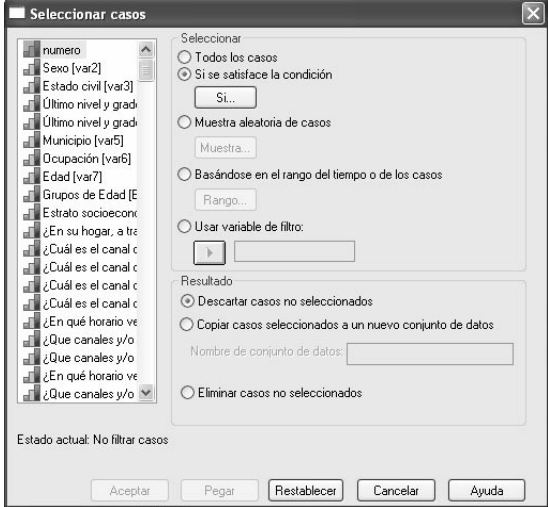 Seleccionar casos
numero
Sexo [var2]
Estado civil [var3]
Último nivel y grad
Último nivel y grad
Municipio [var5]
Ocupación [var6]
Edad [var7]
Grupos de Edad [E
Estrato socioecon
¿En su hogar, a tra
¿Cuál es el canal d
¿Cuál es el canal d
¿Cuál es el canal d
¿Cuál es el canal d
¿En qué horario ve
¿Que canales y/o
¿Que canales y/o
¿En qué horario ve
¿Que canales y/o
Seleccionar
Todos los casos
Si se satisface la condición
Si...
Muestra aleatoria de casos
Muestra...
Basándose en el rango del tiempo o de los casos
Rango...
Usar variable de filtro:
Resultado
Descartar casos no seleccionados
Copiar casos seleccionados a un nuevo conjunto de datos
Nombre de conjunto de datos:
Eliminar casos no seleccionados
Estado actual: No filtrar casos
Aceptar
Pegar
Restablecer
Cancelar
Ayuda